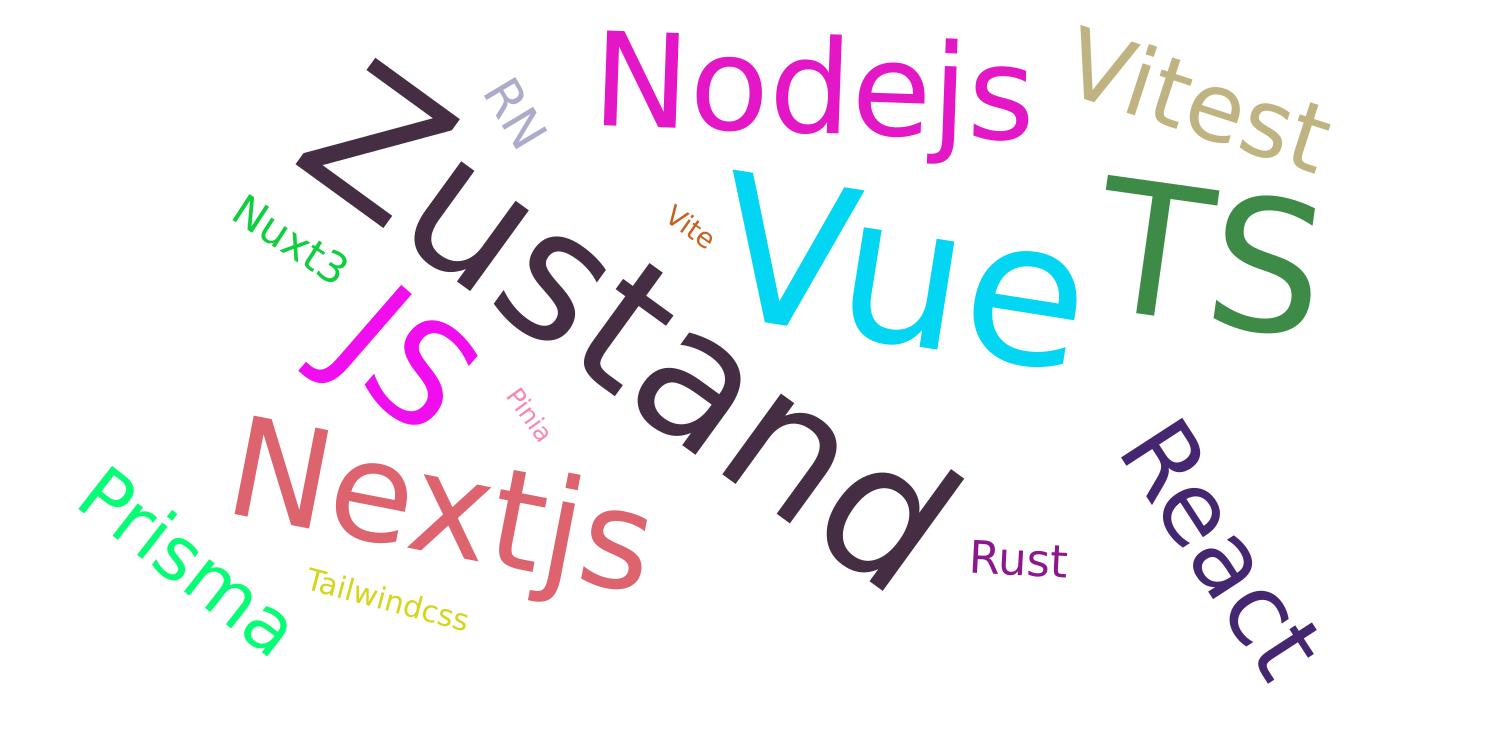 Nodejs
Vitest
Zustand
RN
Vue
TS
Nuxt3
Vite
JS
Pinia
Nextjs
React
Prisma
Rust
Tailwindcss